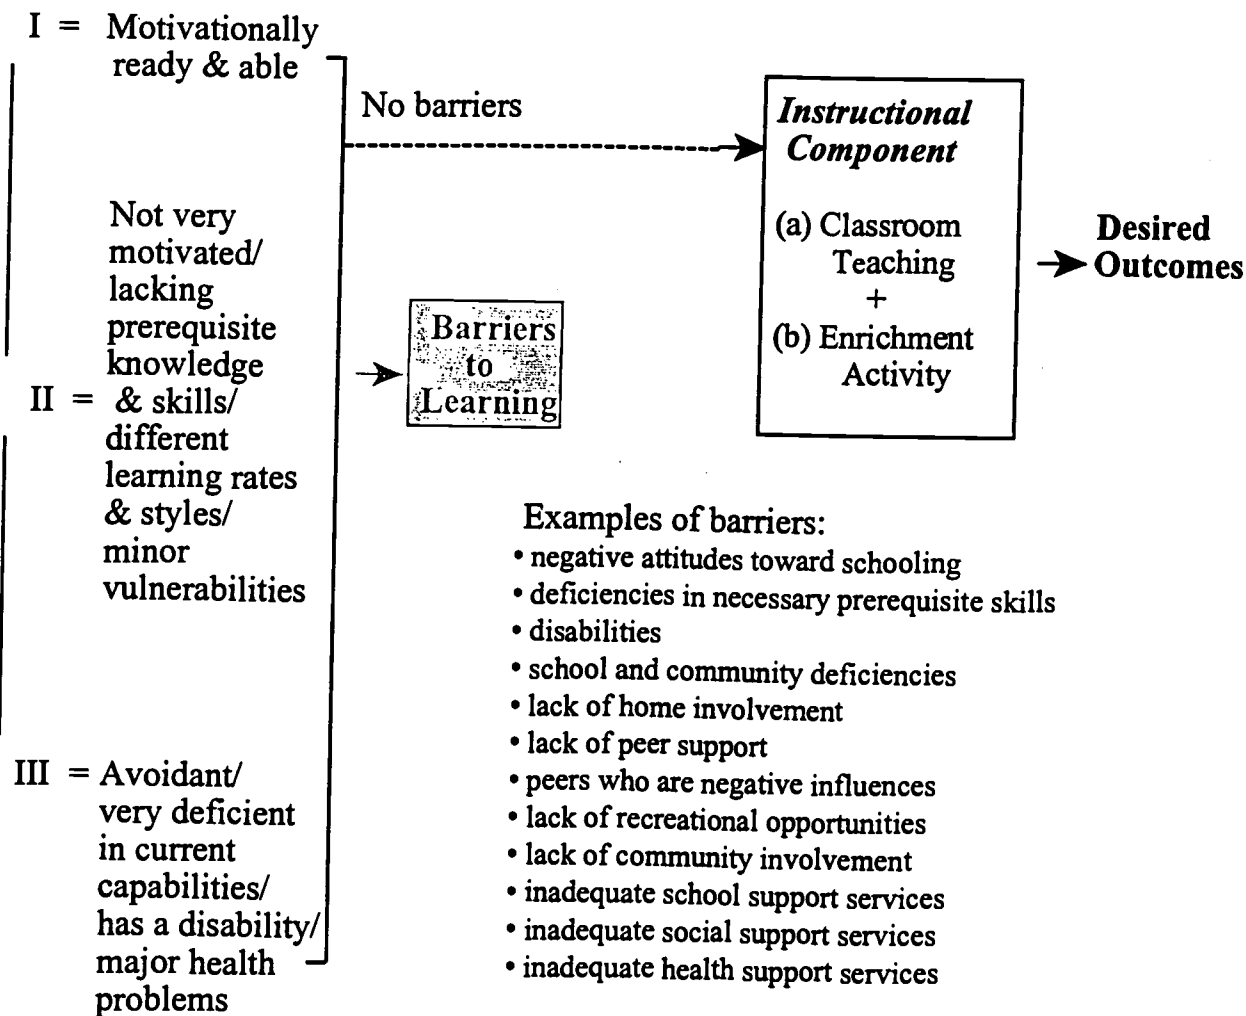 I = Motivationally
ready & able
No barriers
Instructional
Component
(a) Classroom
Teaching
+
(b) Enrichment
Activity
Desired
Outcomes
Not very
motivated/
lacking
prerequisite
knowledge
II = & skills/
different
learning rates
& styles/
minor
vulnerabilities
Barriers
to
Learning
Examples of barriers:
• negative attitudes toward schooling
• deficiencies in necessary prerequisite skills
• disabilities
• school and community deficiencies
• lack of home involvement
• lack of peer support
• peers who are negative influences
• lack of recreational opportunities
• lack of community involvement
• inadequate school support services
• inadequate social support services
• inadequate health support services
III = Avoidant/
very deficient
in current
capabilities/
has a disability/
major health
problems